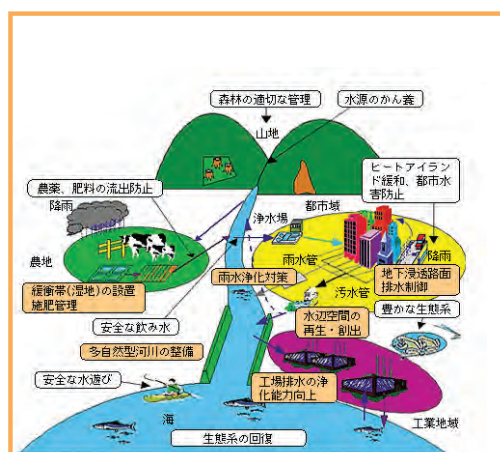 森林の適切な管理
水源のかん養
山地
農薬、肥料の流出防止
降雨
ヒートアイラン
ド緩和、都市水
害防止
浄水場
都市域
農地
雨水管
降雨
雨水浄化対策
地下浸透路面
排水制御
汚水管
緩衝帯(湿地)の設置
施肥管理
豊かな生態系
安全な飲み水
水辺空間の
再生・創出
多自然型河川の整備
安全な水遊び
工場排水の浄
化能力向上
海
工業地域
生態系の回復